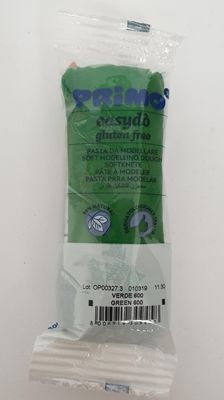 PRIMO
easydò
gluten free
PASTA DA MODELLARE
SOFT MODELLING DOUGH
SOFTKNETE
PÂTE À MODELER
PASTA PARA MODELAR
Lot OP00327.3 010319 11:30
VERDE 600
GREEN 600